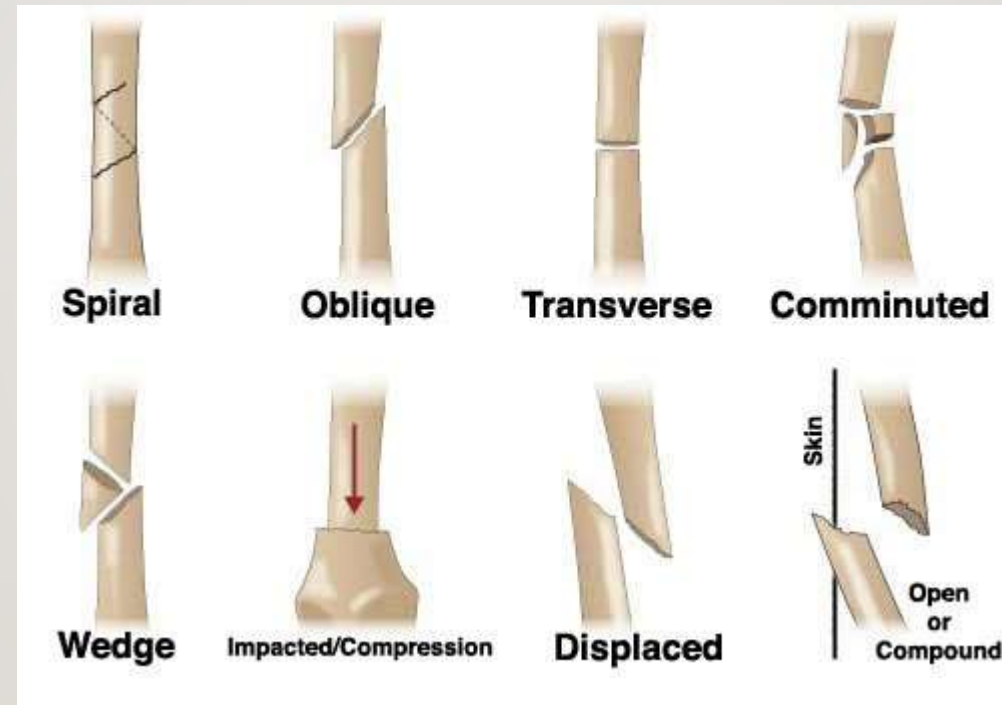 Spiral
Oblique
Transverse
Comminuted
Wedge
Impacted/Compression
Displaced
Skin
Open
or
Compound